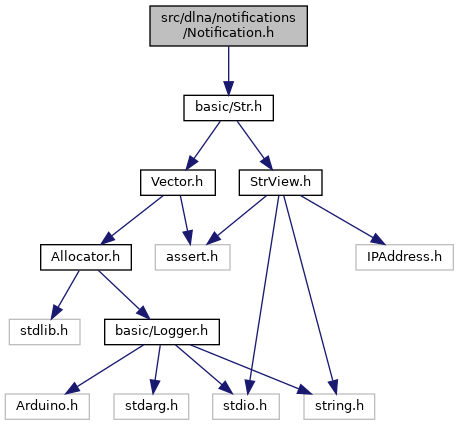 src/dlna/notifications
/Notification.h
basic/Str.h
Vector.h
StrView.h
Allocator.h
assert.h
IPAddress.h
stdlib.h
basic/Logger.h
Arduino.h
stdarg.h
stdio.h
string.h